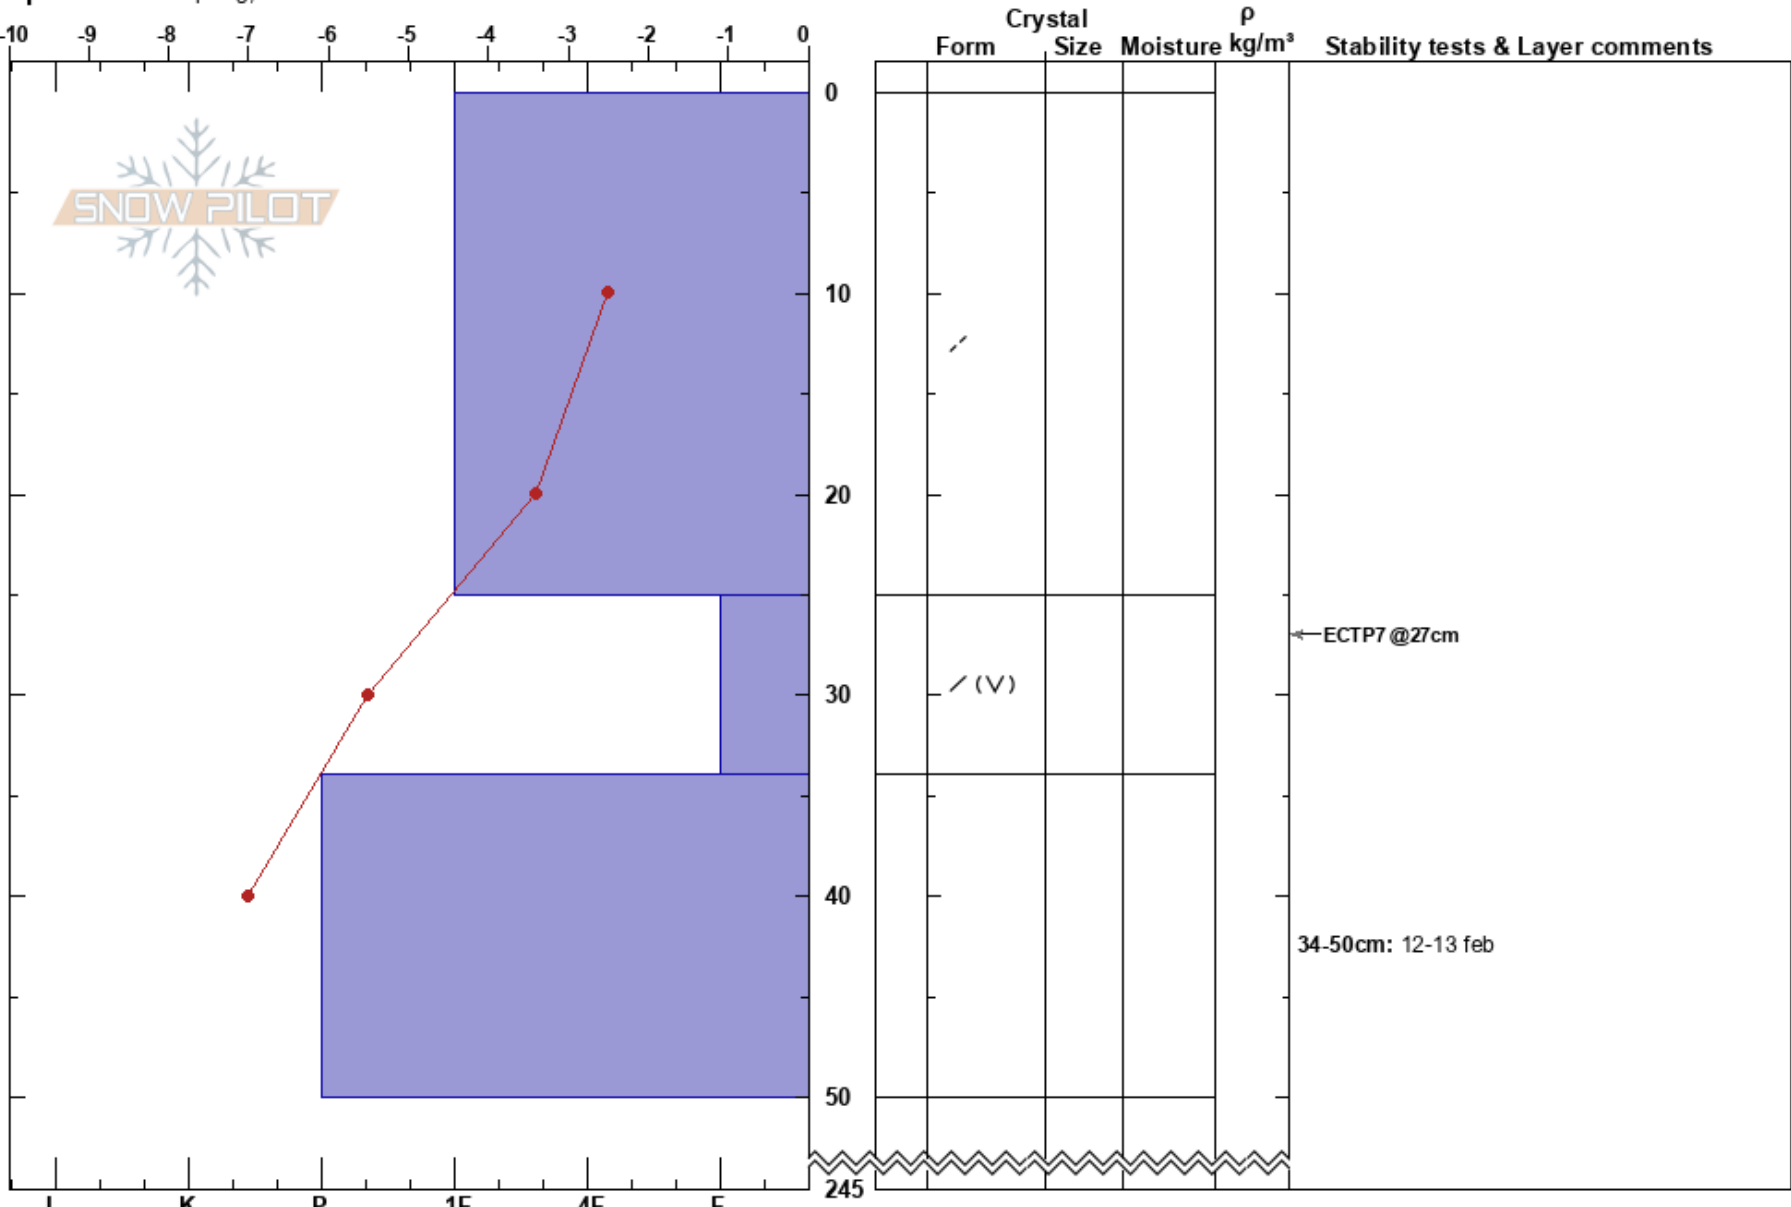 Crystal ρ
-10 -9 -8 -7 -6 -5 -4 -3 -2 -1 0
Form Size Moisture kg/m³ Stability tests & Layer comments
0
SNOW PILOT
10
20
ECTP7 @27cm
30 (V)
40
34-50cm: 12-13 feb
50
245
I K P 1F 4F F